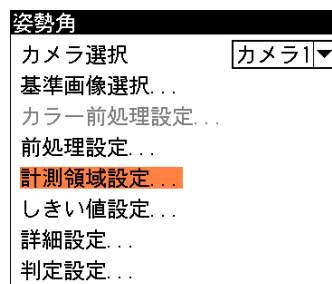 姿勢角
カメラ選択 カメラ1
基準画像選択...
カラー前処理設定...
前処理設定...
計測領域設定...
しきい値設定...
詳細設定...
判定設定...